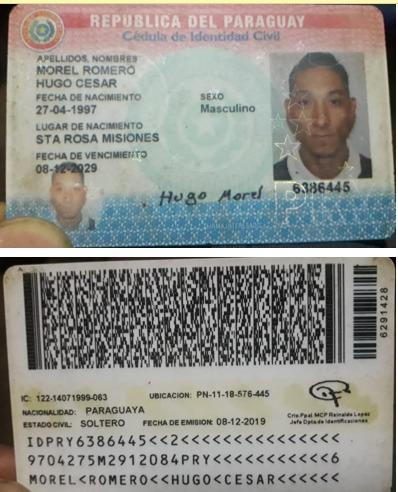 REPUBLICA DEL PARAGUAY
Cédula de Identidad Civil
APELLIDOS, NOMBRES
MOREL ROMERO
HUGO CESAR
FECHA DE NACIMIENTO
27-04-1997
SEXO
Masculino
LUGAR DE NACIMIENTO
STA ROSA MISIONES
FECHA DE VENCIMIENTO
08-12-2029
Hugo Morel
6386445
6291428
IC: 122-14071999-063
UBICACION: PN-11-18-576-445
NACIONALIDAD: PARAGUAYA
ESTADO CIVIL: SOLTERO
FECHA DE EMISION: 08-12-2019
Crio.Ppal. MCP Reinaldo Lopez
Jefe Dpto de Identificaciones
IDPRY6386445<<2<<<<<<<<<<<<<<<
9704275M2912084PRY<<<<<<<<<<<6
MOREL<ROMERO<<HUGO<CESAR<<<<<<